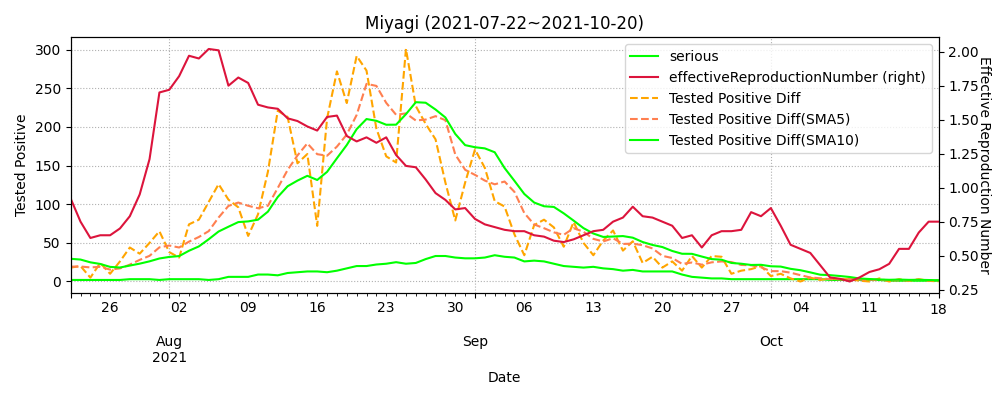 Miyagi (2021-07-22~2021-10-20)
Tested Positive
300
250
200
150
100
50
0
serious
effectiveReproductionNumber (right)
Tested Positive Diff
Tested Positive Diff(SMA5)
Tested Positive Diff(SMA10)
2.00
1.75
1.50
1.25
1.00
0.75
0.50
0.25
Effective Reproduction Number
26 02 09 16 23 30 06 13 20 27 04 11 18
Aug Sep Oct
2021
Date